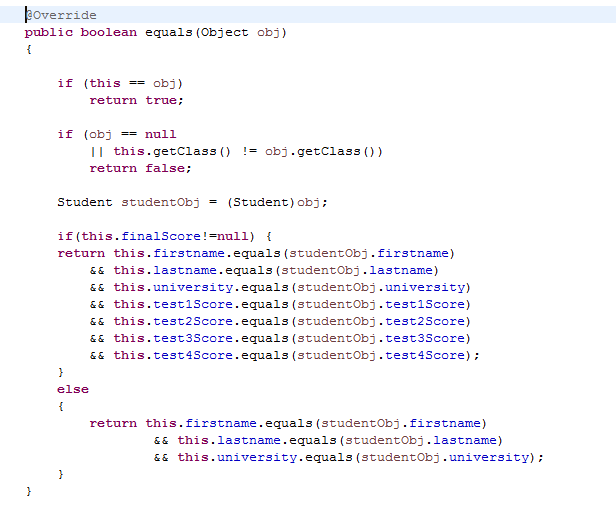 @Override
public boolean equals(Object obj)
{
if (this == obj)
return true;
if (obj == null
|| this.getClass() != obj.getClass())
return false;
Student studentObj = (Student)obj;
if(this.finalScore!=null) {
return this.firstname.equals(studentObj.firstname)
&& this.lastname.equals(studentObj.lastname)
&& this.university.equals(studentObj.university)
&& this.test1Score.equals(studentObj.test1Score)
&& this.test2Score.equals(studentObj.test2Score)
&& this.test3Score.equals(studentObj.test3Score)
&& this.test4Score.equals(studentObj.test4Score);
}
else
{
return this.firstname.equals(studentObj.firstname)
&& this.lastname.equals(studentObj.lastname)
&& this.university.equals(studentObj.university);
}
}